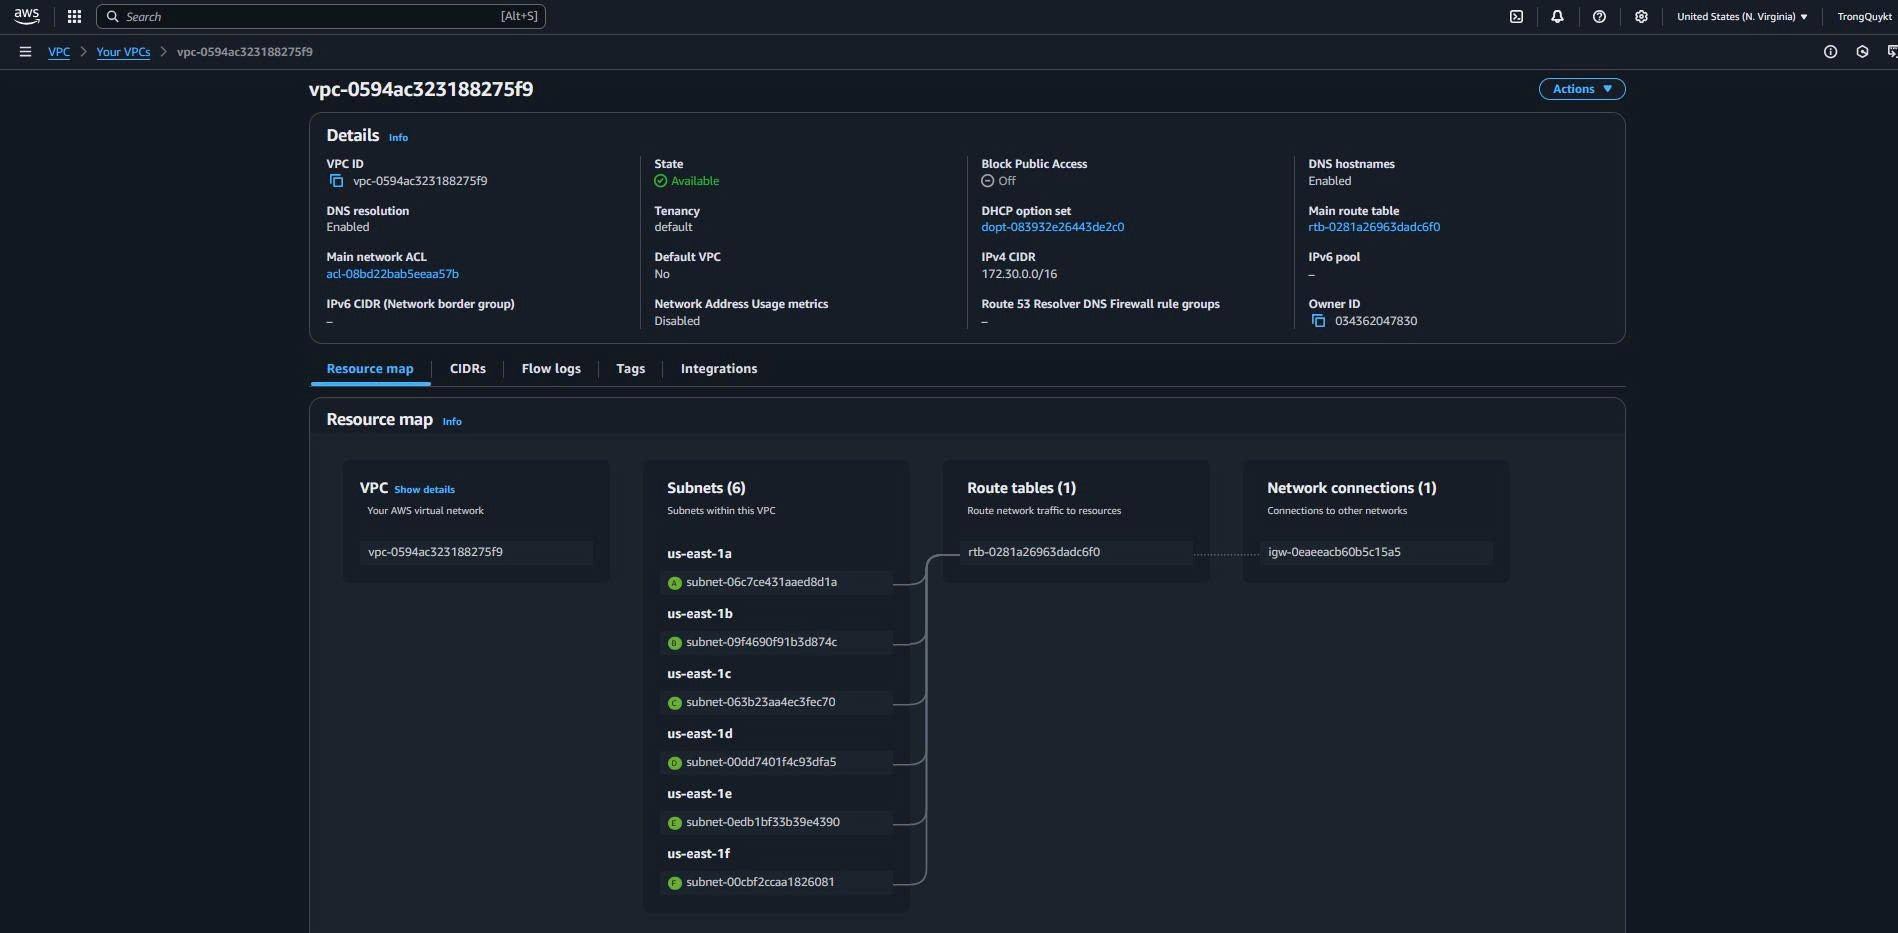 aws
Search
[Alt+S]
United States (N. Virginia)
TrongQuykt
VPC
Your VPCs
vpc-0594ac323188275f9
vpc-0594ac323188275f9
Actions
Details
Info
VPC ID
vpc-0594ac323188275f9
State
Available
Block Public Access
Off
DNS hostnames
Enabled
DNS resolution
Enabled
Tenancy
default
DHCP option set
dopt-083932e26443de2c0
Main route table
rtb-0281a26963dadc6f0
Main network ACL
acl-08bd22bab5eeaa57b
Default VPC
No
IPv4 CIDR
172.30.0.0/16
IPv6 pool
–
IPv6 CIDR (Network border group)
–
Network Address Usage metrics
Disabled
Route 53 Resolver DNS Firewall rule groups
–
Owner ID
034362047830
Resource map
CIDRs
Flow logs
Tags
Integrations
Resource map
Info
VPC
Show details
Your AWS virtual network
vpc-0594ac323188275f9
Subnets (6)
Subnets within this VPC
us-east-1a
A
subnet-06c7ce431aaed8d1a
us-east-1b
B
subnet-09f4690f91b3d874c
us-east-1c
C
subnet-063b23aa4ec3fec70
us-east-1d
D
subnet-00dd7401f4c93dfa5
us-east-1e
E
subnet-0edb1bf33b39e4390
us-east-1f
F
subnet-00cbf2ccaa1826081
Route tables (1)
Route network traffic to resources
rtb-0281a26963dadc6f0
Network connections (1)
Connections to other networks
igw-0eaeeacb60b5c15a5